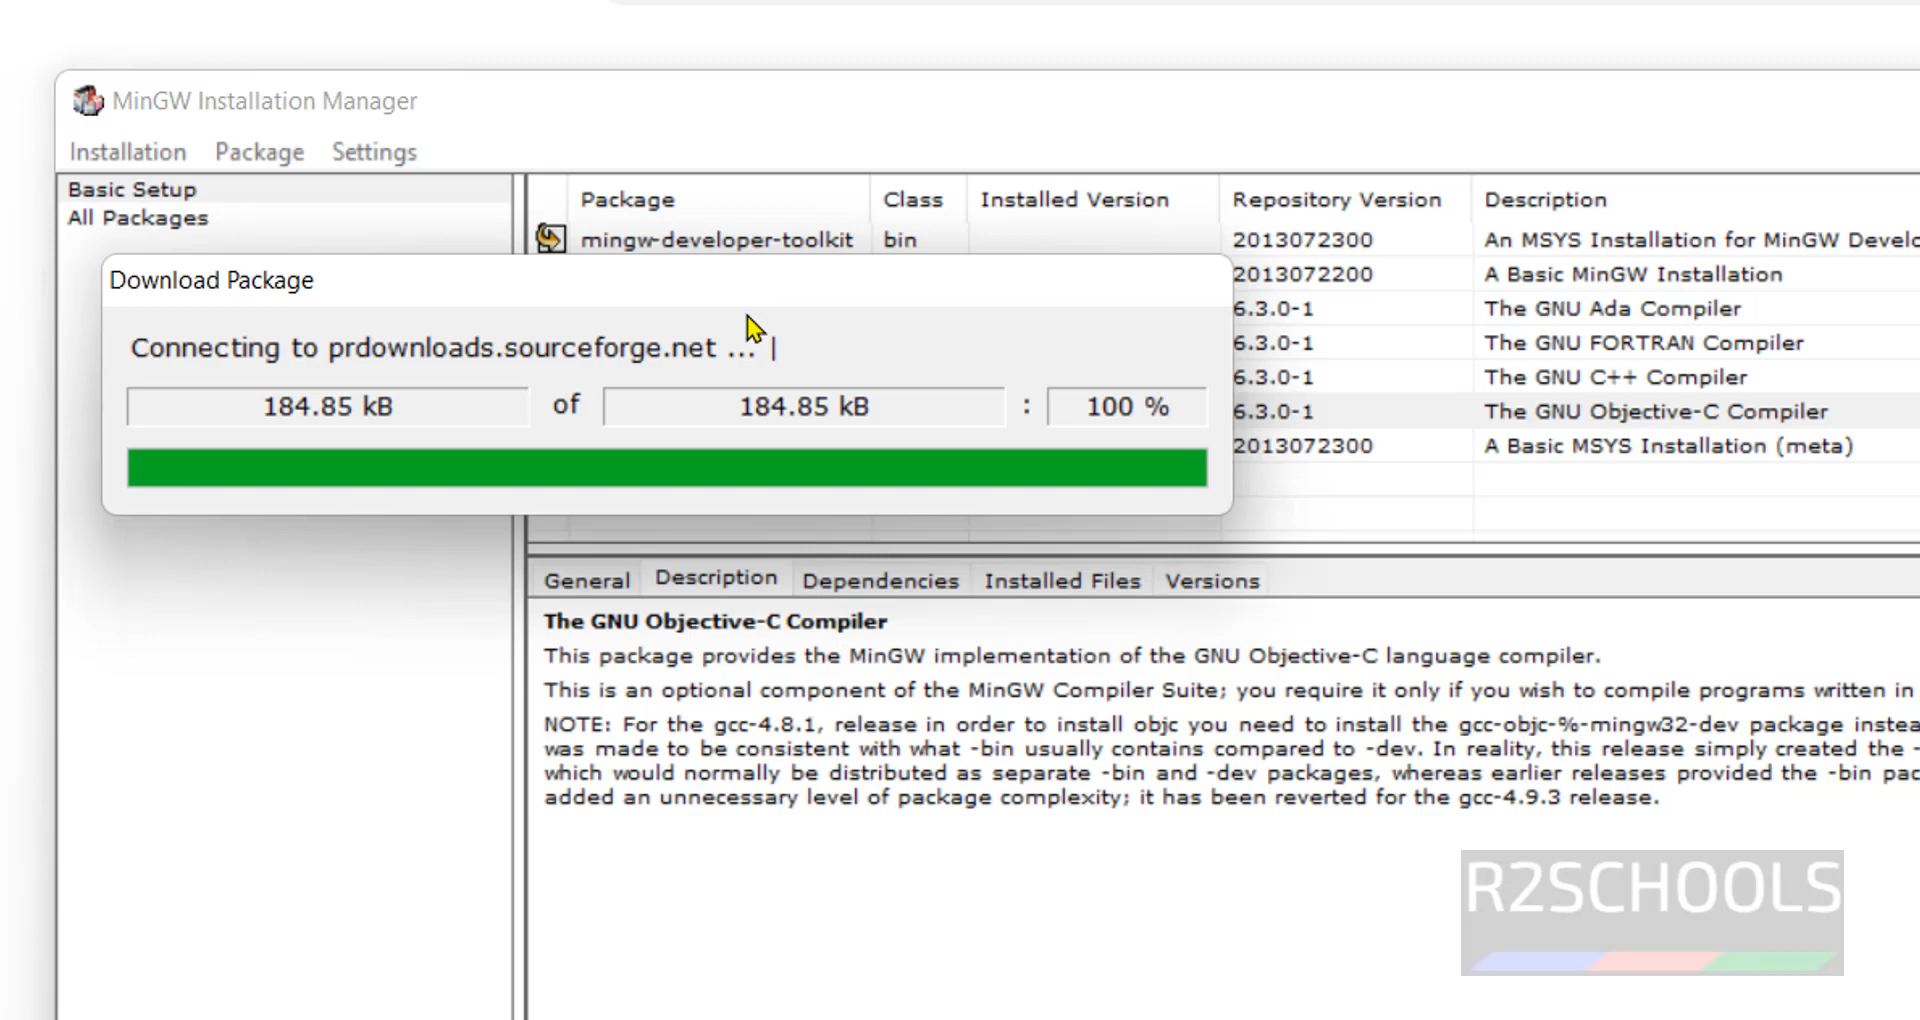 MinGW Installation Manager
Installation Package Settings
Basic Setup
All Packages
Package Class Installed Version Repository Version Description
mingw-developer-toolkit bin 2013072300 An MSYS Installation for MinGW Develo
2013072200 A Basic MinGW Installation
6.3.0-1 The GNU Ada Compiler
6.3.0-1 The GNU FORTRAN Compiler
6.3.0-1 The GNU C++ Compiler
6.3.0-1 The GNU Objective-C Compiler
2013072300 A Basic MSYS Installation (meta)
Download Package
Connecting to prdownloads.sourceforge.net ... |
184.85 kB of 184.85 kB : 100 %
General Description Dependencies Installed Files Versions
The GNU Objective-C Compiler
This package provides the MinGW implementation of the GNU Objective-C language compiler.
This is an optional component of the MinGW Compiler Suite; you require it only if you wish to compile programs written in
NOTE: For the gcc-4.8.1, release in order to install objc you need to install the gcc-objc-%-mingw32-dev package instea
was made to be consistent with what -bin usually contains compared to -dev. In reality, this release simply created the -
which would normally be distributed as separate -bin and -dev packages, whereas earlier releases provided the -bin pac
added an unnecessary level of package complexity; it has been reverted for the gcc-4.9.3 release.
R2SCHOOLS